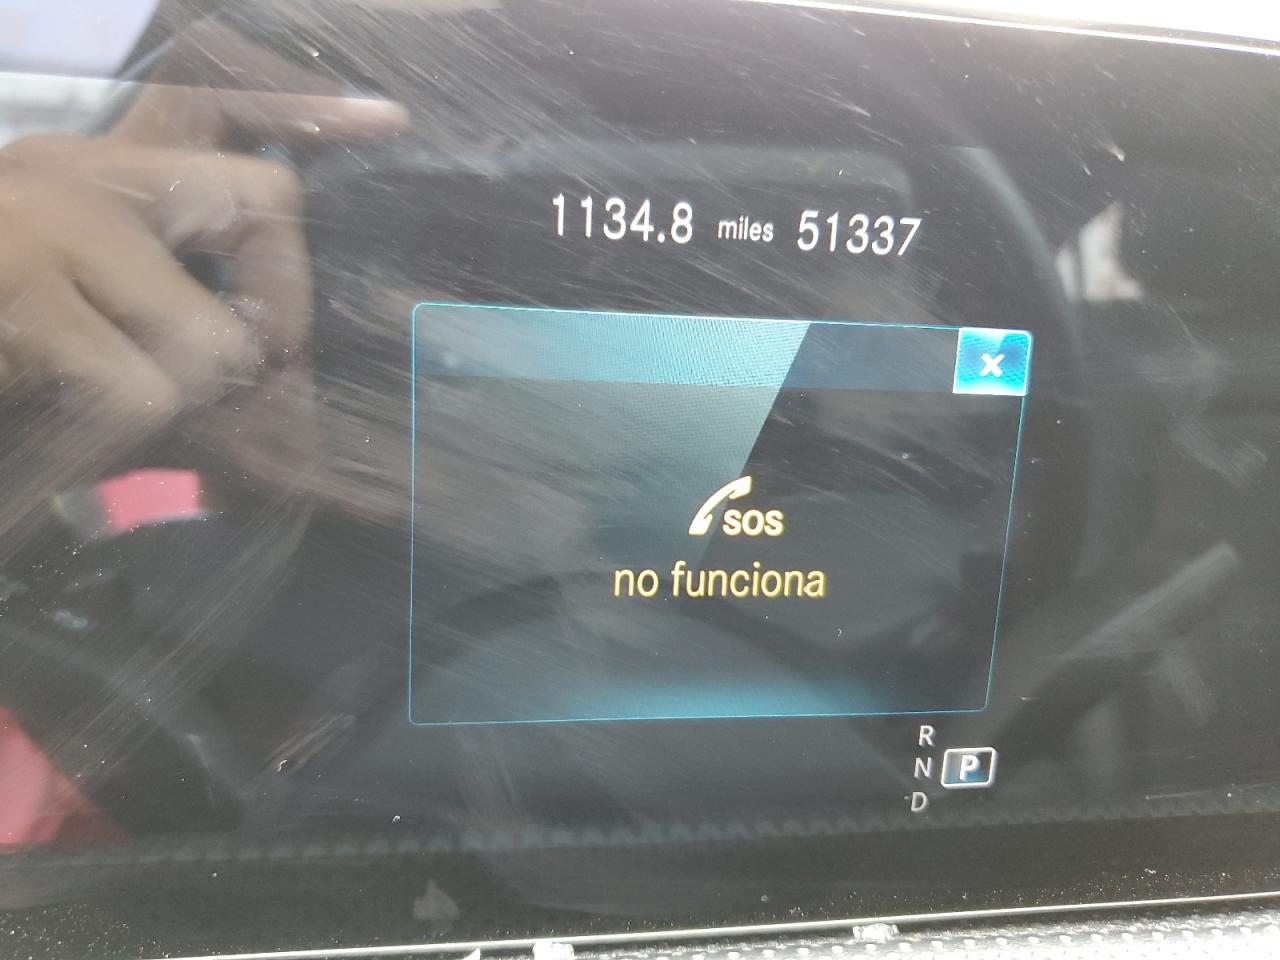 1134.8 miles 51337
x
sos
no funciona
R
N P
D